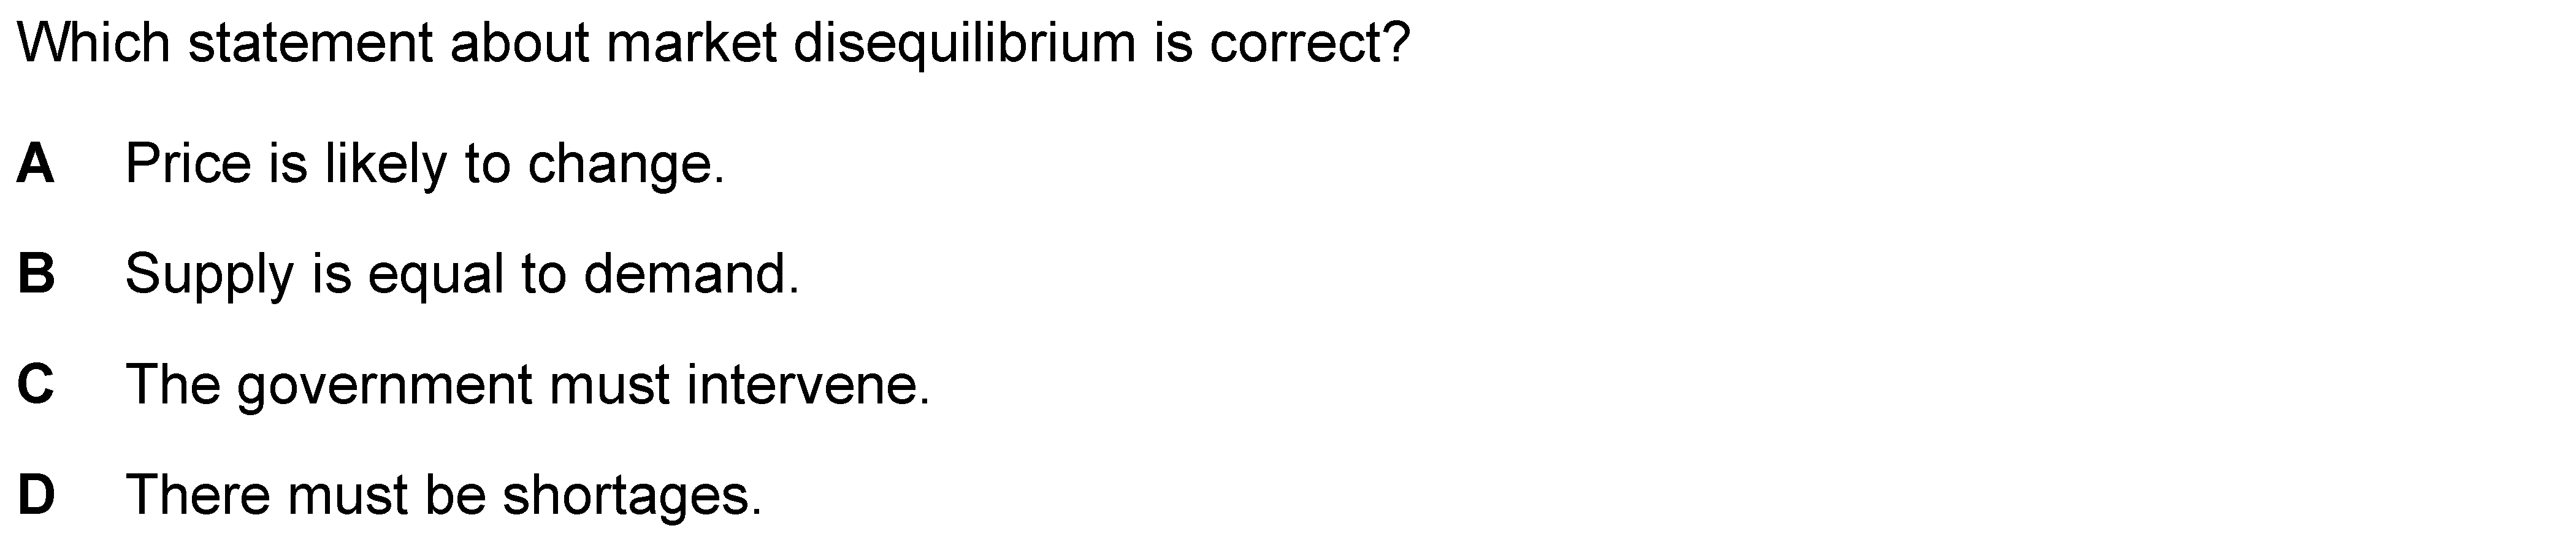 Which statement about market disequilibrium is correct?
A Price is likely to change.
B Supply is equal to demand.
C The government must intervene.
D There must be shortages.